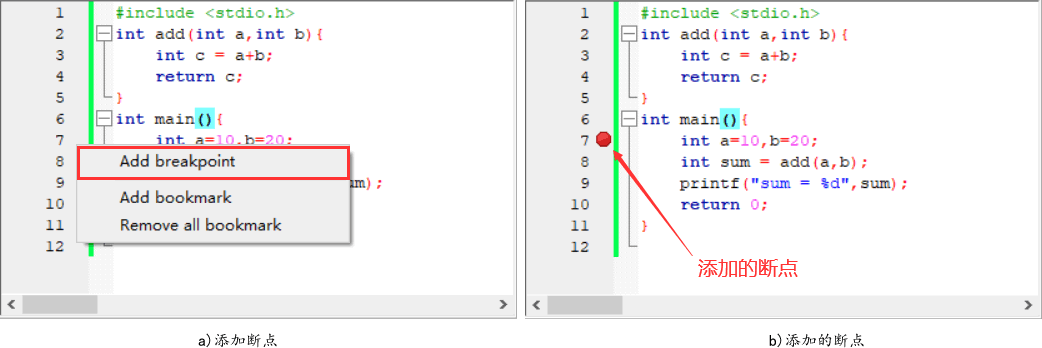 1 #include <stdio.h>
2 int add(int a,int b){
3 int c = a+b;
4 return c;
5 }
6 int main(){
7 int a=10,b=20;
8 Add breakpoint
9 um);
10 Add bookmark
11 Remove all bookmark
12
a)添加断点
1 #include <stdio.h>
2 int add(int a,int b){
3 int c = a+b;
4 return c;
5 }
6 int main(){
7 int a=10,b=20;
8 int sum = add(a,b);
9 printf("sum = %d",sum);
10 return 0;
11 }
12
添加的断点
b)添加的断点